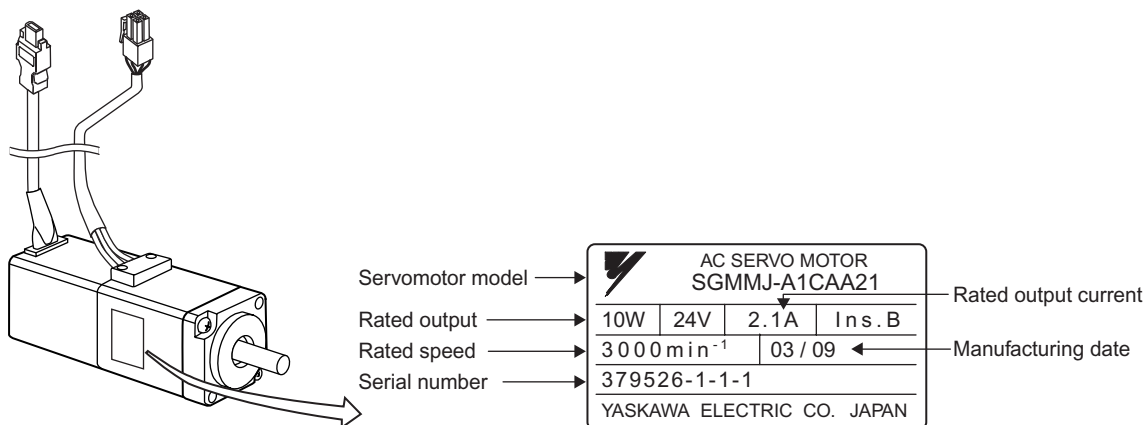 Servomotor model
AC SERVO MOTOR
SGMMJ-A1CAA21
Rated output current
Rated output
10W 24V 2.1A Ins.B
Rated speed
3000min⁻¹ 03/09
Manufacturing date
Serial number
379526-1-1-1
YASKAWA ELECTRIC CO. JAPAN